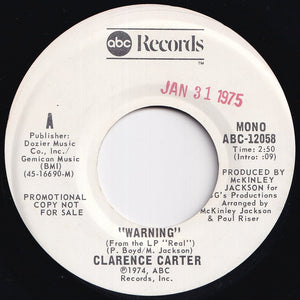 abc Records
TM
JAN 31 1975
A
Publisher:
Dozier Music
Co., Inc./
Gemican Music
(BMI)
(45-16690-M)
PROMOTIONAL
COPY NOT
FOR SALE
MONO
ABC-12058
Time: 2:50
(Intro: :09)
PRODUCED BY
McKINLEY
JACKSON for
3G's Productions
Arranged by
McKinley Jackson
& Paul Riser
"WARNING"
(From the LP "Real")
(P. Boyd/M. Jackson)
CLARENCE CARTER
℗1974, ABC
Records, Inc.